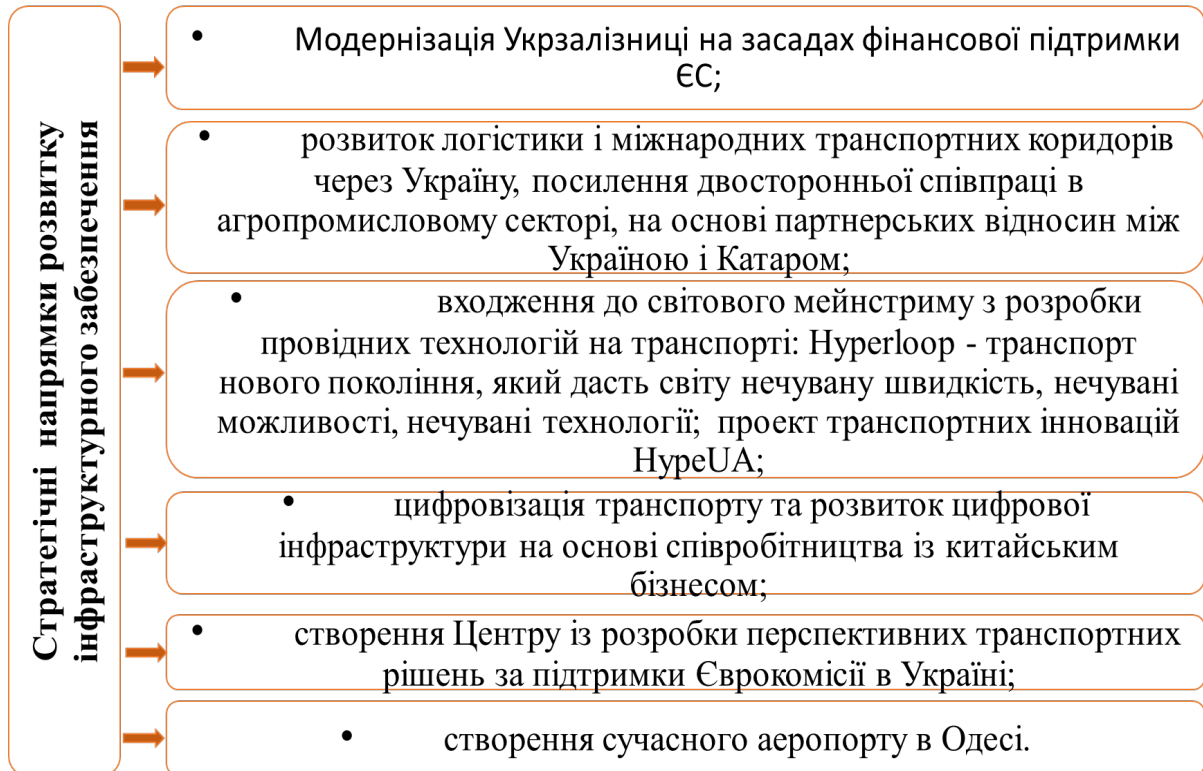 Стратегічні напрямки розвитку
інфраструктурного забезпечення
• Модернізація Укрзалізниці на засадах фінансової підтримки
ЄС;
• розвиток логістики і міжнародних транспортних коридорів
через Україну, посилення двосторонньої співпраці в
агропромисловому секторі, на основі партнерських відносин між
Україною і Катаром;
• входження до світового мейнстриму з розробки
провідних технологій на транспорті: Hyperloop - транспорт
нового покоління, який дасть світу нечувану швидкість, нечувані
можливості, нечувані технології; проект транспортних інновацій
HypeUA;
• цифровізація транспорту та розвиток цифрової
інфраструктури на основі співробітництва із китайським
бізнесом;
• створення Центру із розробки перспективних транспортних
рішень за підтримки Єврокомісії в Україні;
• створення сучасного аеропорту в Одесі.